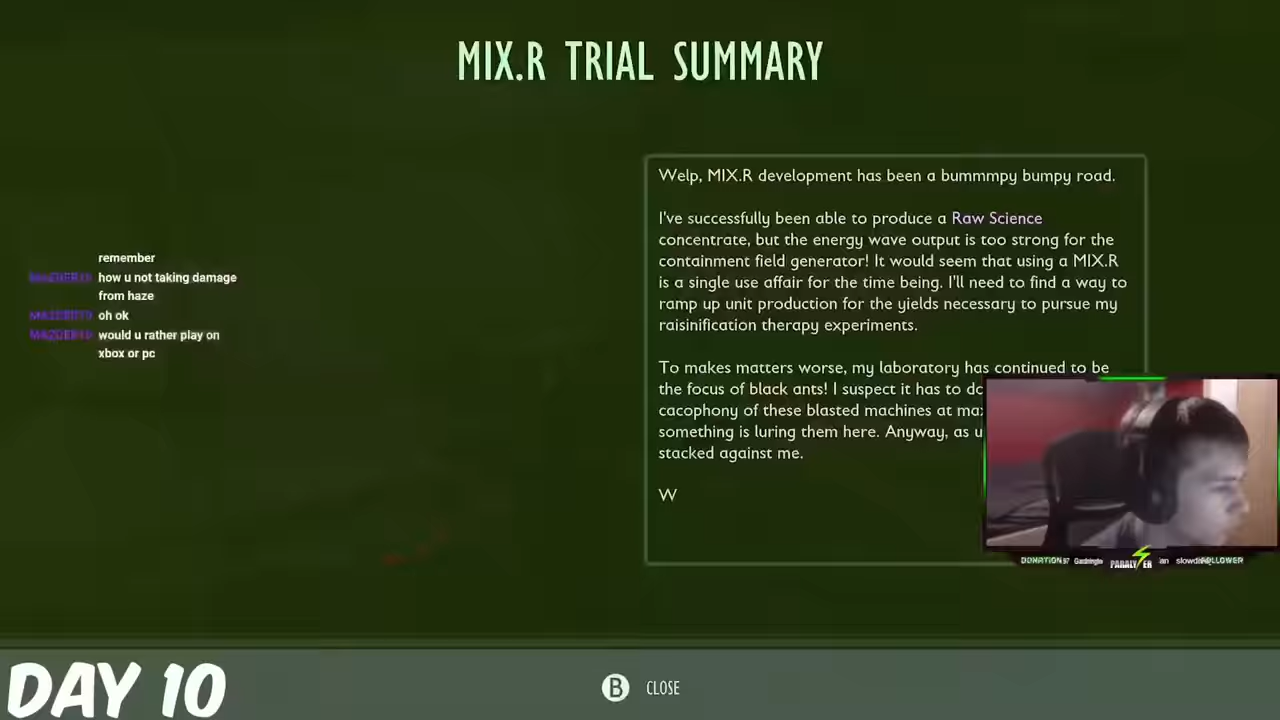 MIX.R TRIAL SUMMARY
Welp, MIX.R development has been a bummmpy bumpy road.
I've successfully been able to produce a Raw Science
concentrate, but the energy wave output is too strong for the
containment field generator! It would seem that using a MIX.R
is a single use affair for the time being. I'll need to find a way to
ramp up unit production for the yields necessary to pursue my
raisinification therapy experiments.
To makes matters worse, my laboratory has continued to be
the focus of black ants! I suspect it has to do
cacophony of these blasted machines at
something is luring them here. Anyway, as
stacked against me.
W
remember
how u not taking damage
from haze
oh ok
would u rather play on
xbox or pc
DONATION
PARALY ER
FOLLOWER
DAY 10
B CLOSE